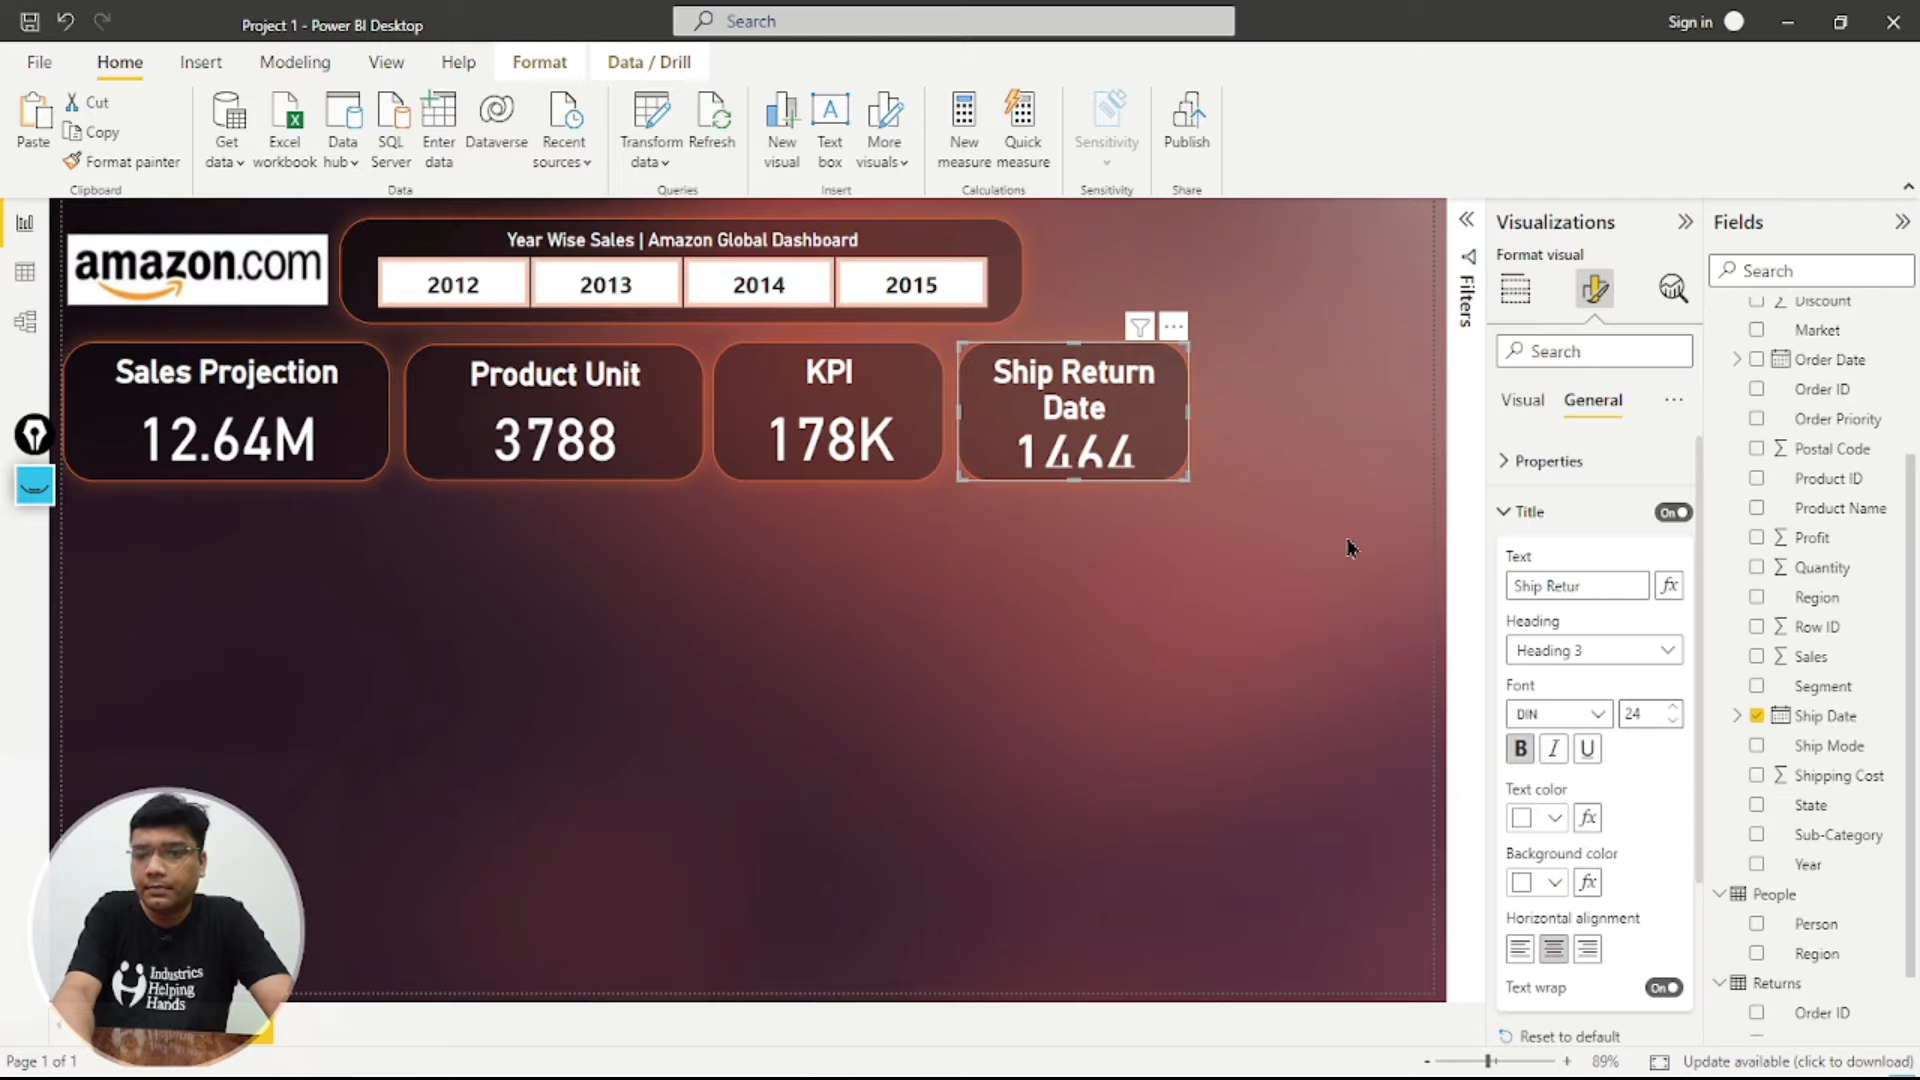 Project 1 - Power BI Desktop
Search
Sign in
File
Home
Insert
Modeling
View
Help
Format
Data / Drill
Paste
Cut
Copy
Format painter
Clipboard
Get data
Excel workbook
Data hub
SQL Server
Enter data
Dataverse
Recent sources
Data
Transform data
Refresh
Queries
New visual
Text box
More visuals
Insert
New measure
Quick measure
Calculations
Sensitivity
Sensitivity
Publish
Share
amazon.com
Year Wise Sales | Amazon Global Dashboard
2012
2013
2014
2015
Sales Projection
12.64M
Product Unit
3788
KPI
178K
Ship Return
Date
1464
Industrics
Helping
Hands
Filters
Visualizations
Format visual
Search
Visual
General
Properties
Title
On
Text
Ship Retur
fx
Heading
Heading 3
Font
DIN
24
B
I
U
Text color
fx
Background color
fx
Horizontal alignment
Text wrap
On
Reset to default
Fields
Search
Σ Discount
Market
Order Date
Order ID
Order Priority
Σ Postal Code
Product ID
Product Name
Σ Profit
Σ Quantity
Region
Σ Row ID
Σ Sales
Segment
Ship Date
Ship Mode
Σ Shipping Cost
State
Sub-Category
Year
People
Person
Region
Returns
Order ID
Page 1 of 1
- + 89%
Update available (click to download)